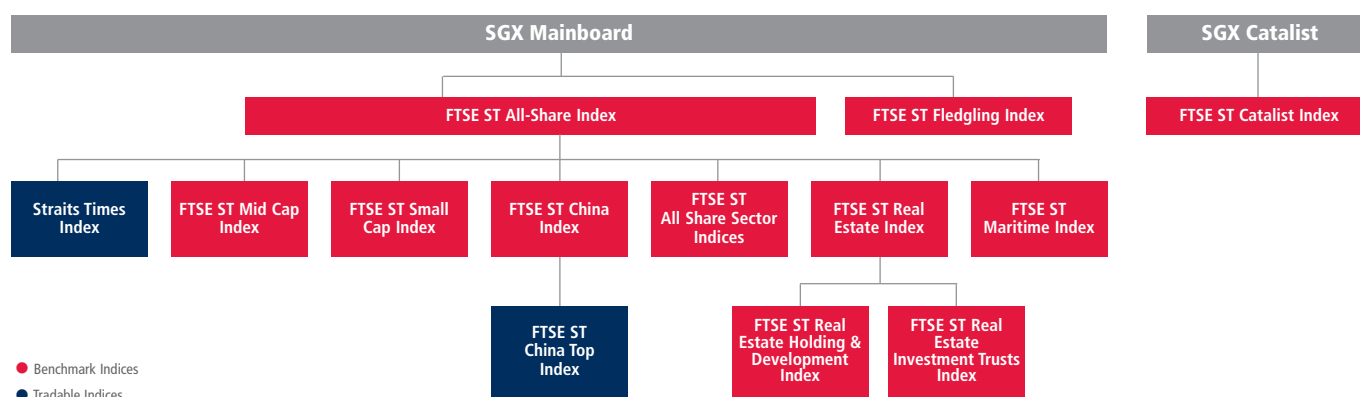 SGX Mainboard
SGX Catalist
FTSE ST All-Share Index
FTSE ST Fledgling Index
FTSE ST Catalist Index
Straits Times
Index
FTSE ST Mid Cap
Index
FTSE ST Small
Cap Index
FTSE ST China
Index
FTSE ST
All Share Sector
Indices
FTSE ST Real
Estate Index
FTSE ST
Maritime Index
FTSE ST
China Top
Index
FTSE ST Real
Estate Holding &
Development
Index
FTSE ST Real
Estate
Investment Trusts
Index
Benchmark Indices
Tradable Indices